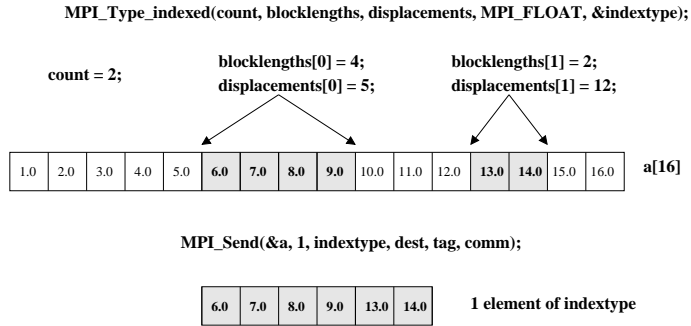 MPI_Type_indexed(count, blocklengths, displacements, MPI_FLOAT, &indextype);
count = 2;
blocklengths[0] = 4;
displacements[0] = 5;
blocklengths[1] = 2;
displacements[1] = 12;
1.0 2.0 3.0 4.0 5.0 6.0 7.0 8.0 9.0 10.0 11.0 12.0 13.0 14.0 15.0 16.0 a[16]
MPI_Send(&a, 1, indextype, dest, tag, comm);
6.0 7.0 8.0 9.0 13.0 14.0 1 element of indextype